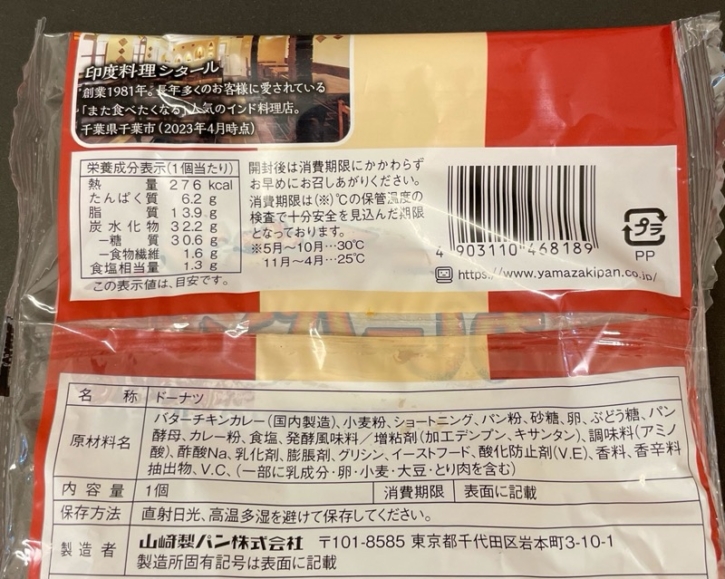 印度料理シタール
創業1981年。長年多くのお客様に愛されている
「また食べたくなる」人気のインド料理店。
千葉県千葉市(2023年4月時点)
栄養成分表示(1個当たり)
熱量 276 kcal
たんぱく質 6.2 g
脂質 13.9 g
炭水化物 32.2 g
−糖質 30.6 g
−食物繊維 1.6 g
食塩相当量 1.3 g
この表示値は、目安です。
開封後は消費期限にかかわらず
お早めにお召しあがりください。
消費期限は(※)℃の保管温度の
検査で十分安全を見込んだ期限
となっております。
※5月〜10月…30℃
11月〜4月…25℃
4 903110 468189
プラ
PP
https://www.yamazakipan.co.jp/
名称 ドーナツ
原材料名 バターチキンカレー(国内製造)、小麦粉、ショートニング、パン粉、砂糖、卵、ぶどう糖、パン
酵母、カレー粉、食塩、発酵風味料/増粘剤(加工デンプン、キサンタン)、調味料(アミノ
酸)、酢酸Na、乳化剤、膨脹剤、グリシン、イーストフード、酸化防止剤(V.E)、香料、香辛料
抽出物、V.C、(一部に乳成分・卵・小麦・大豆・とり肉を含む)
内容量 1個 消費期限 表面に記載
保存方法 直射日光、高温多湿を避けて保存してください。
製造者 山崎製パン株式会社 〒101-8585 東京都千代田区岩本町3-10-1
製造所固有記号は表面に記載